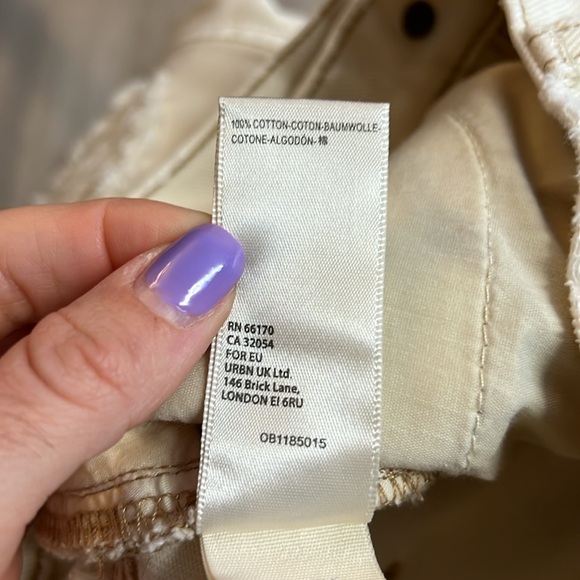 100% COTTON-COTON-BAUMWOLLE-
COTONE-ALGODÓN-棉
RN 66170
CA 32054
FOR EU
URBN UK Ltd.
146 Brick Lane,
LONDON EI 6RU
OB1185015